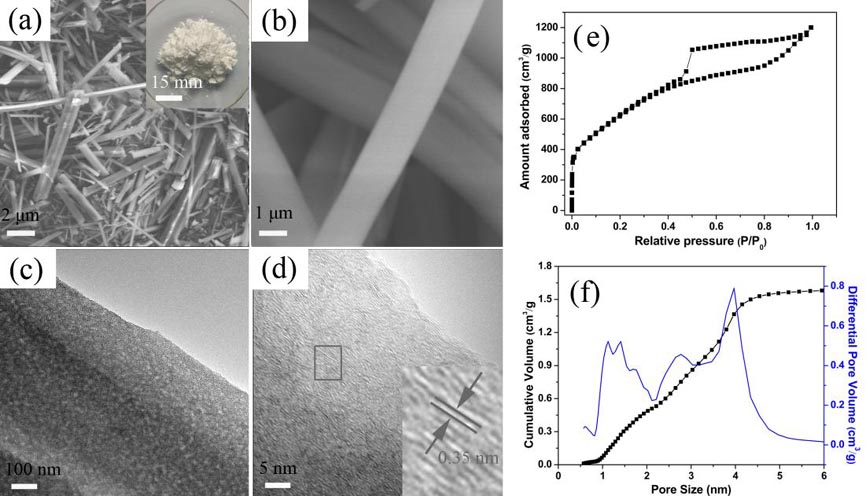 (a)
15 mm
2 μm
(b)
1 μm
(c)
100 nm
(d)
0.35 nm
5 nm
(e)
Amount adsorbed (cm³/g)
1200
1000
800
600
400
200
0
0.0 0.2 0.4 0.6 0.8 1.0
Relative pressure (P/P₀)
(f)
Cumulative Volume (cm³/g)
1.8
1.5
1.2
0.9
0.6
0.3
0.0
0 1 2 3 4 5 6
Pore Size (nm)
0.8
0.6
0.4
0.2
0.0
Differential Pore Volume
(cm³/g)